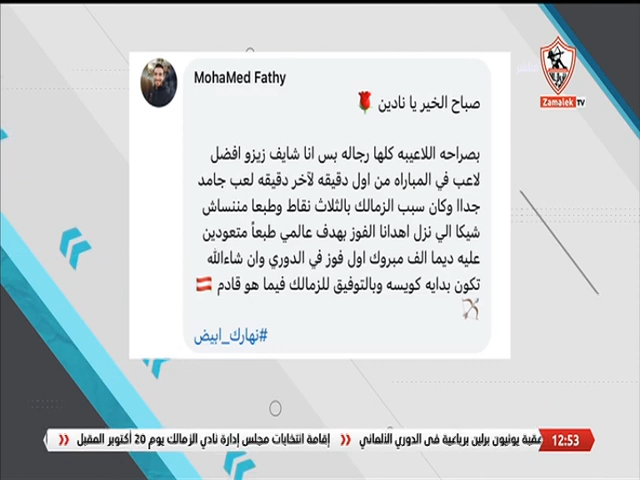 MohaMed Fathy
صباح الخير يا نادين 🌹
بصراحه اللاعيبه كلها رجاله بس انا شايف زيزو افضل
لاعب في المباراه من اول دقيقه لآخر دقيقه لعب جامد
جداا وكان سبب الزمالك بالثلاث نقاط وطبعا مننساش
شيكا الي نزل اهدانا الفوز بهدف عالمي طبعاً متعودين
عليه ديما الف مبروك اول فوز في الدوري وان شاءالله
تكون بدايه كويسه وبالتوفيق للزمالك فيما هو قادم 🇦🇹
🏹
#نهارك_ابيض
Zamalek TV
12:53
عقبة يونيون برلين برباعية فى الدوري الألماني
إقامة انتخابات مجلس إدارة نادي الزمالك يوم 20 أكتوبر المقبل